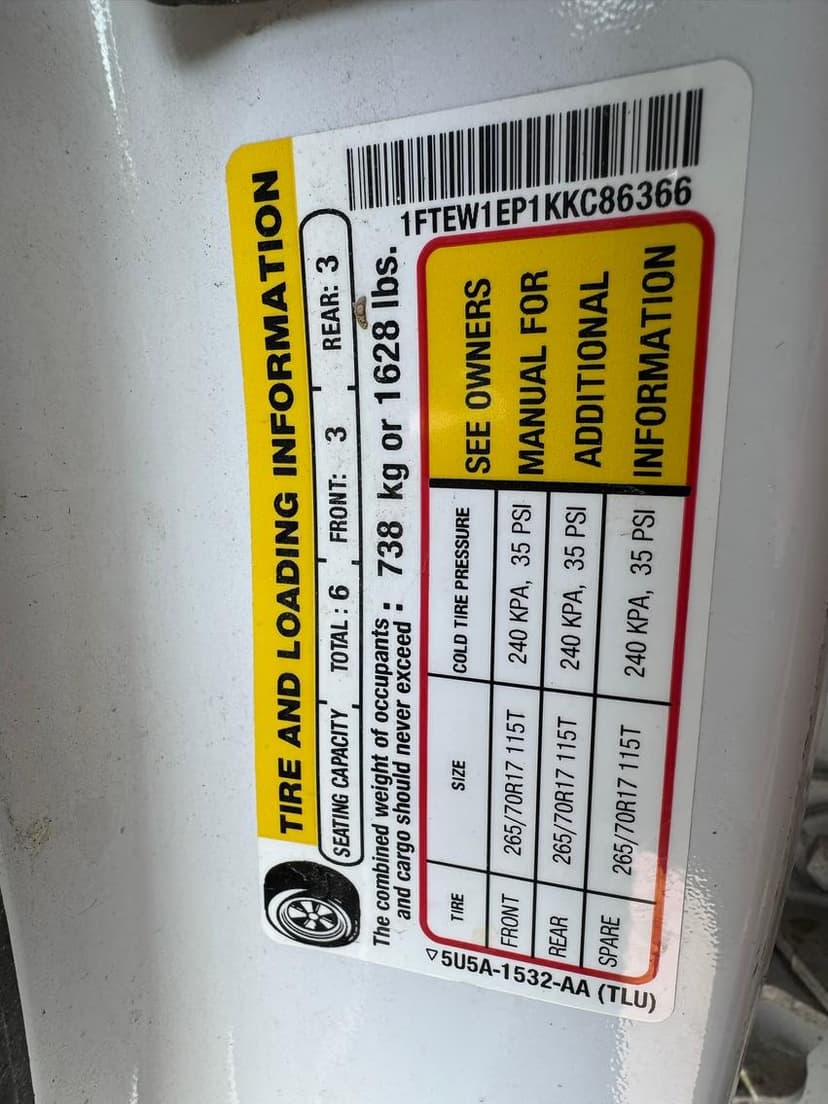 TIRE AND LOADING INFORMATION
SEATING CAPACITY TOTAL : 6 FRONT: 3 REAR: 3
The combined weight of occupants and cargo should never exceed : 738 kg or 1628 lbs.
1FTEW1EP1KKC86366
TIRE SIZE COLD TIRE PRESSURE
FRONT 265/70R17 115T 240 KPA, 35 PSI
REAR 265/70R17 115T 240 KPA, 35 PSI
SPARE 265/70R17 115T 240 KPA, 35 PSI
SEE OWNERS
MANUAL FOR
ADDITIONAL
INFORMATION
▽5U5A-1532-AA (TLU)